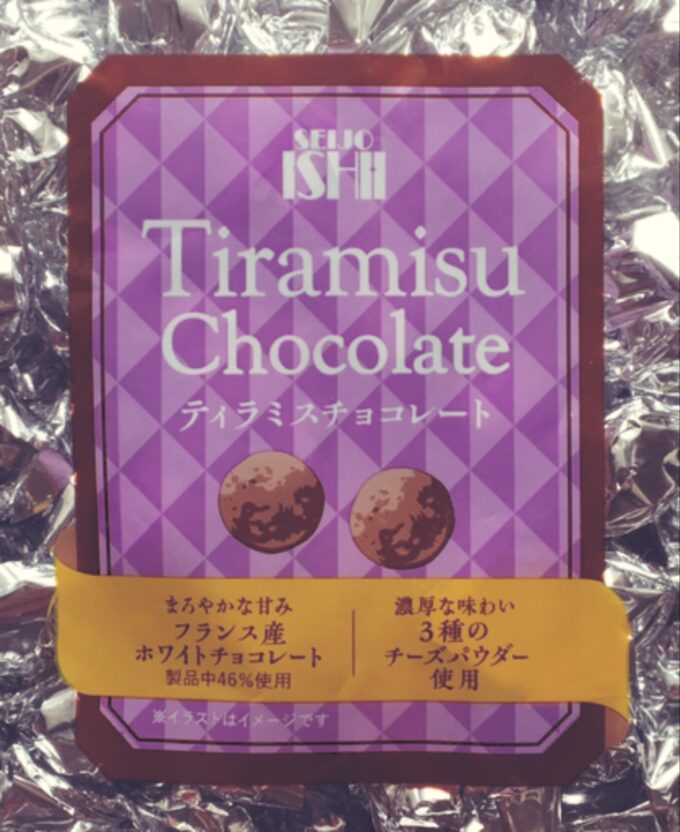 SEIJO
ISHII
Tiramisu
Chocolate
ティラミスチョコレート
まろやかな甘み
フランス産
ホワイトチョコレート
製品中46%使用
濃厚な味わい
3種の
チーズパウダー
使用
※イラストはイメージです